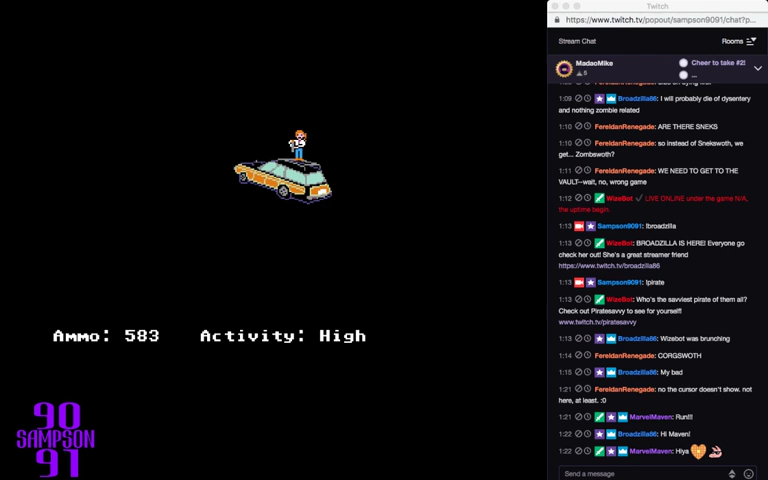 Twitch
https://www.twitch.tv/popout/sampson9091/chat?p...
Stream Chat
Rooms
MadaoMike
Cheer to take #2!
...
1:09 Broadzilla86: I will probably die of dysentery
and nothing zombie related
1:10 FereldanRenegade: ARE THERE SNEKS
1:10 FereldanRenegade: so instead of Snekswoth, we
get... Zombswoth?
1:11 FereldanRenegade: WE NEED TO GET TO THE
VAULT--wait, no, wrong game
1:12 WizeBot: LIVE ONLINE under the game N/A,
the uptime begin.
1:13 Sampson9091: !broadzilla
1:13 WizeBot: BROADZILLA IS HERE! Everyone go
check her out! She's a great streamer friend
https://www.twitch.tv/broadzilla86
1:13 Sampson9091: !pirate
1:13 WizeBot: Who's the savviest pirate of them all?
Check out Piratesavvy to see for yourself!
www.twitch.tv/piratesavvy
1:13 Broadzilla86: Wizebot was brunching
1:14 FereldanRenegade: CORGSWOTH
1:15 Broadzilla86: My bad
1:21 FereldanRenegade: no the cursor doesn't show. not
here, at least. :0
1:21 MarvelMaven: Run!!!
1:22 Broadzilla86: Hi Maven!
1:22 MarvelMaven: Hiya
Send a message
Ammo: 583 Activity: High
90
SAMPSON
91